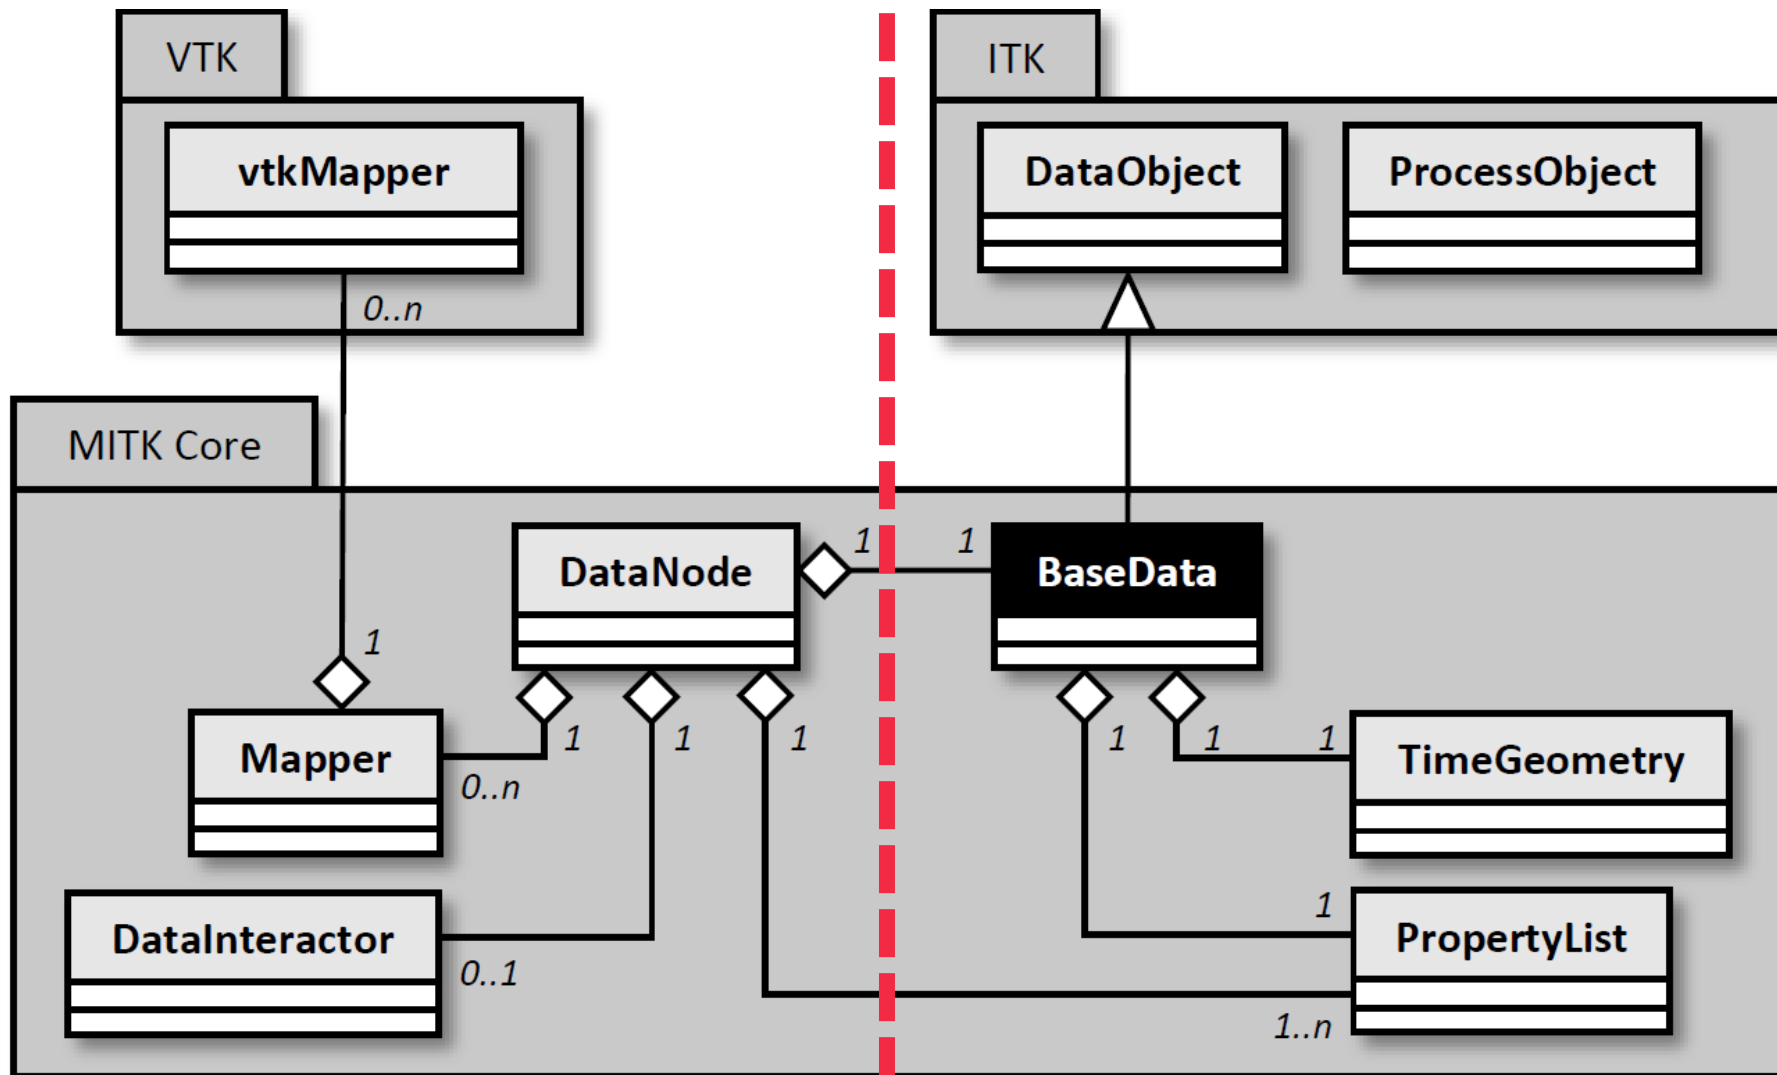 VTK
ITK
vtkMapper
DataObject
ProcessObject
0..n
MITK Core
DataNode
1
1
BaseData
1
1
1
1
1
1
1
Mapper
0..n
TimeGeometry
DataInteractor
0..1
1
PropertyList
1..n